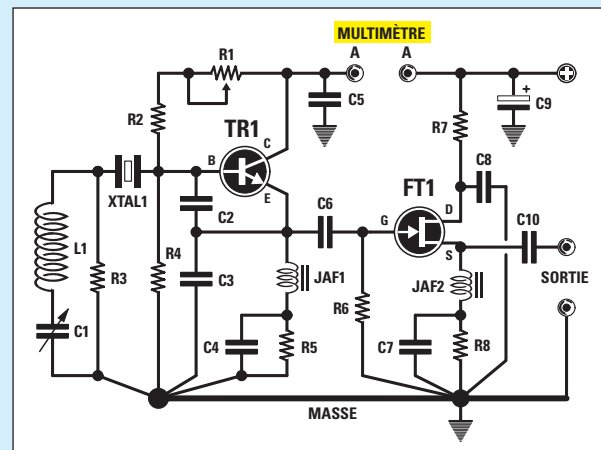 MULTIMÈTRE
A
A
R1
C5
+
C9
R2
TR1
R7
C
B
E
FT1
C8
XTAL1
C2
C6
G
D
C10
L1
R3
R4
C3
S
JAF1
R6
JAF2
SORTIE
C1
C4
R5
C7
R8
MASSE